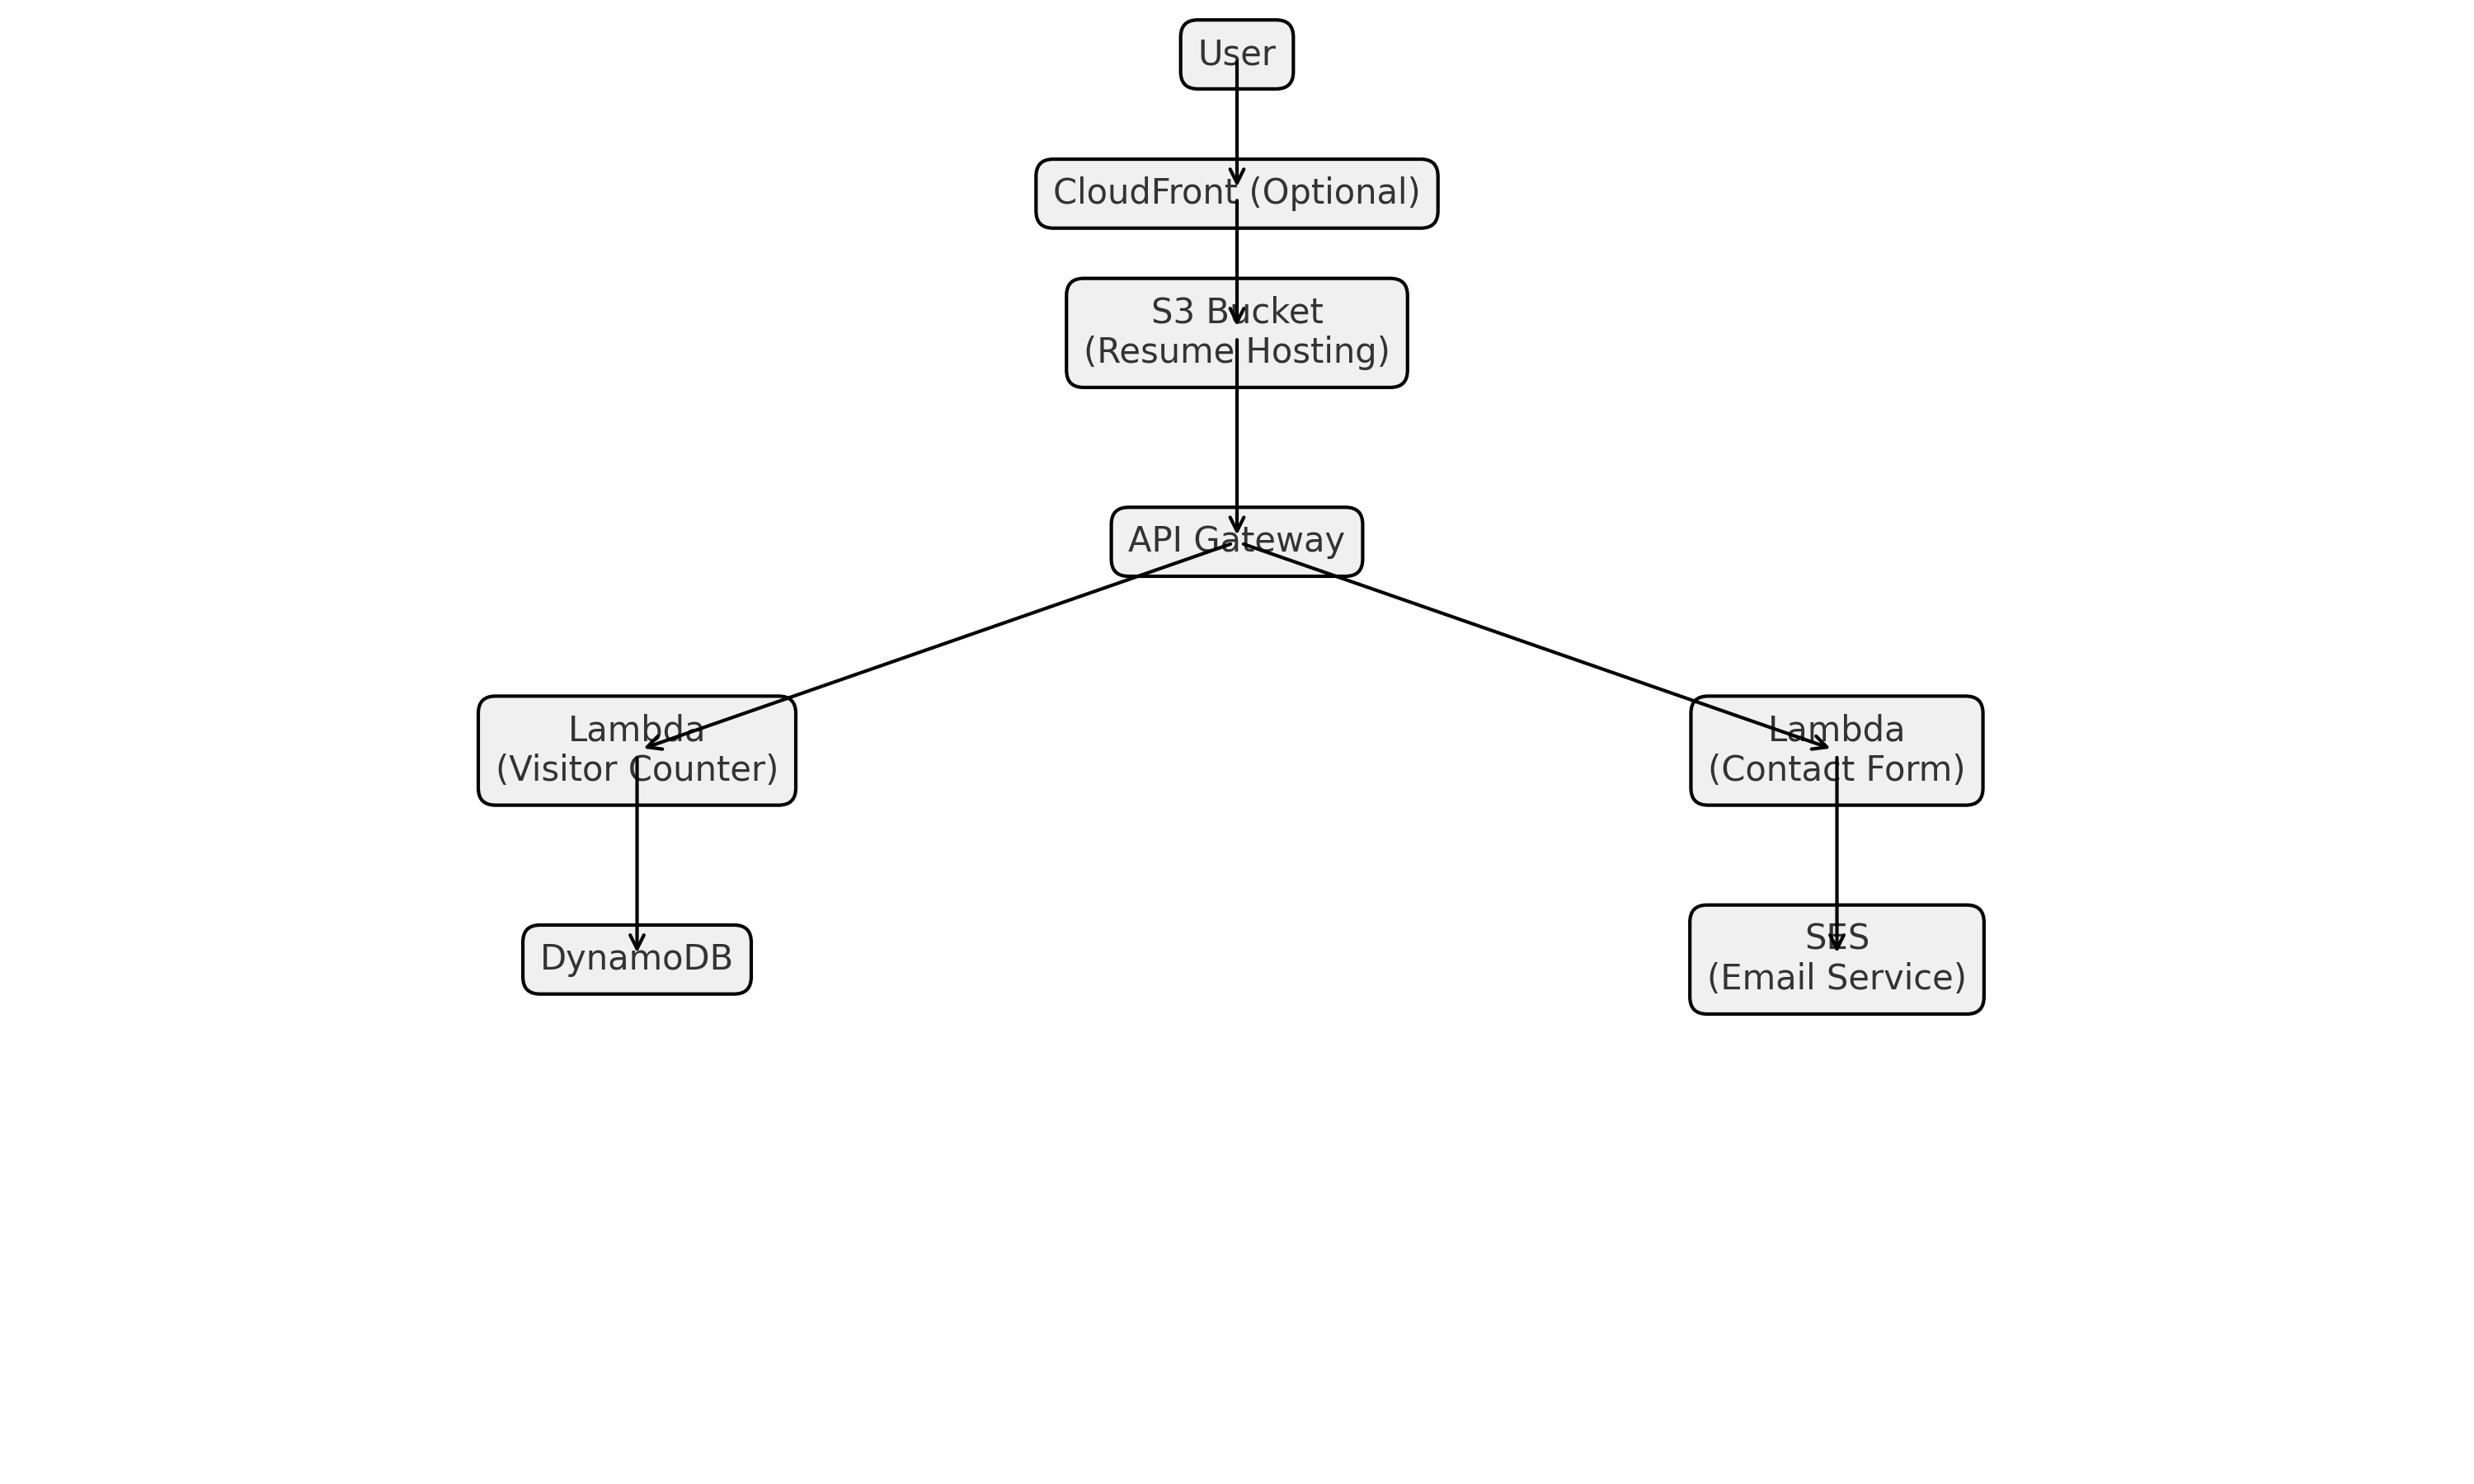 User
CloudFront (Optional)
S3 Bucket
(Resume Hosting)
API Gateway
Lambda
(Visitor Counter)
Lambda
(Contact Form)
DynamoDB
SES
(Email Service)